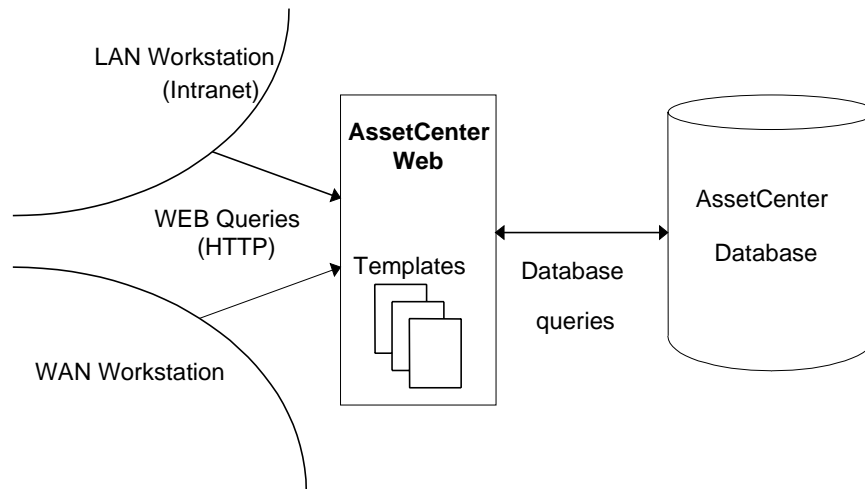 LAN Workstation
(Intranet)
AssetCenter
Web
WEB Queries
(HTTP)
Templates
Database
queries
AssetCenter
Database
WAN Workstation